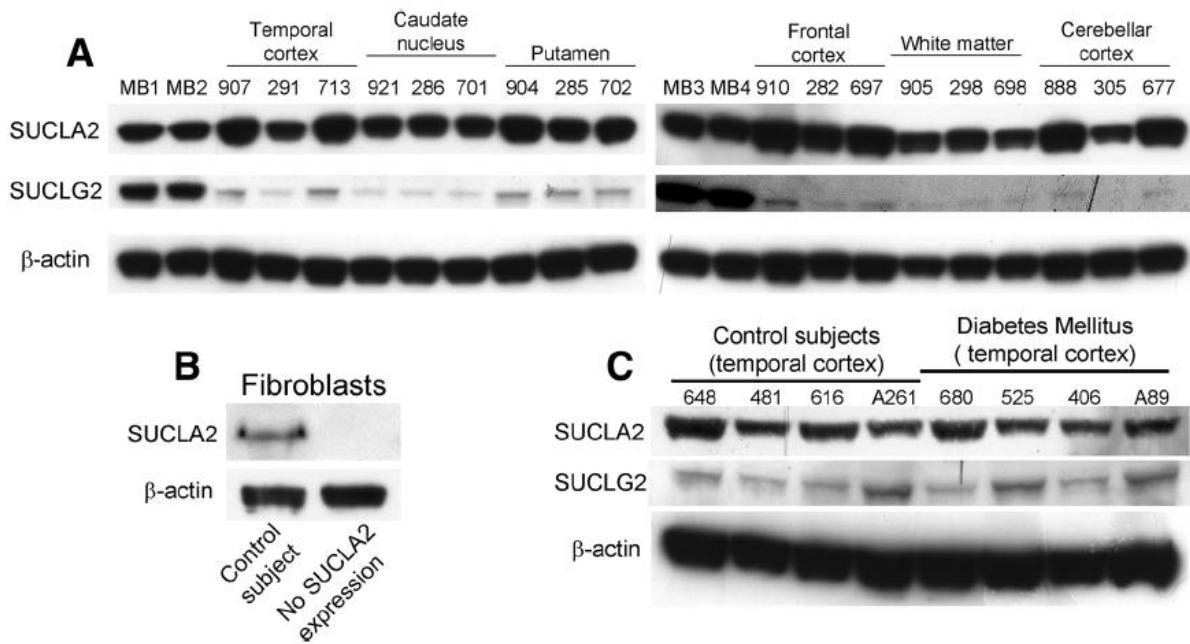 A
Temporal
cortex
Caudate
nucleus
Putamen
MB1 MB2 907 291 713 921 286 701 904 285 702
Frontal
cortex
White matter
Cerebellar
cortex
MB3 MB4 910 282 697 905 298 698 888 305 677
SUCLA2
SUCLG2
β-actin
B
Fibroblasts
SUCLA2
β-actin
Control
subject
No SUCLA2
expression
C
Control subjects
(temporal cortex)
Diabetes Mellitus
( temporal cortex)
648 481 616 A261 680 525 406 A89
SUCLA2
SUCLG2
β-actin